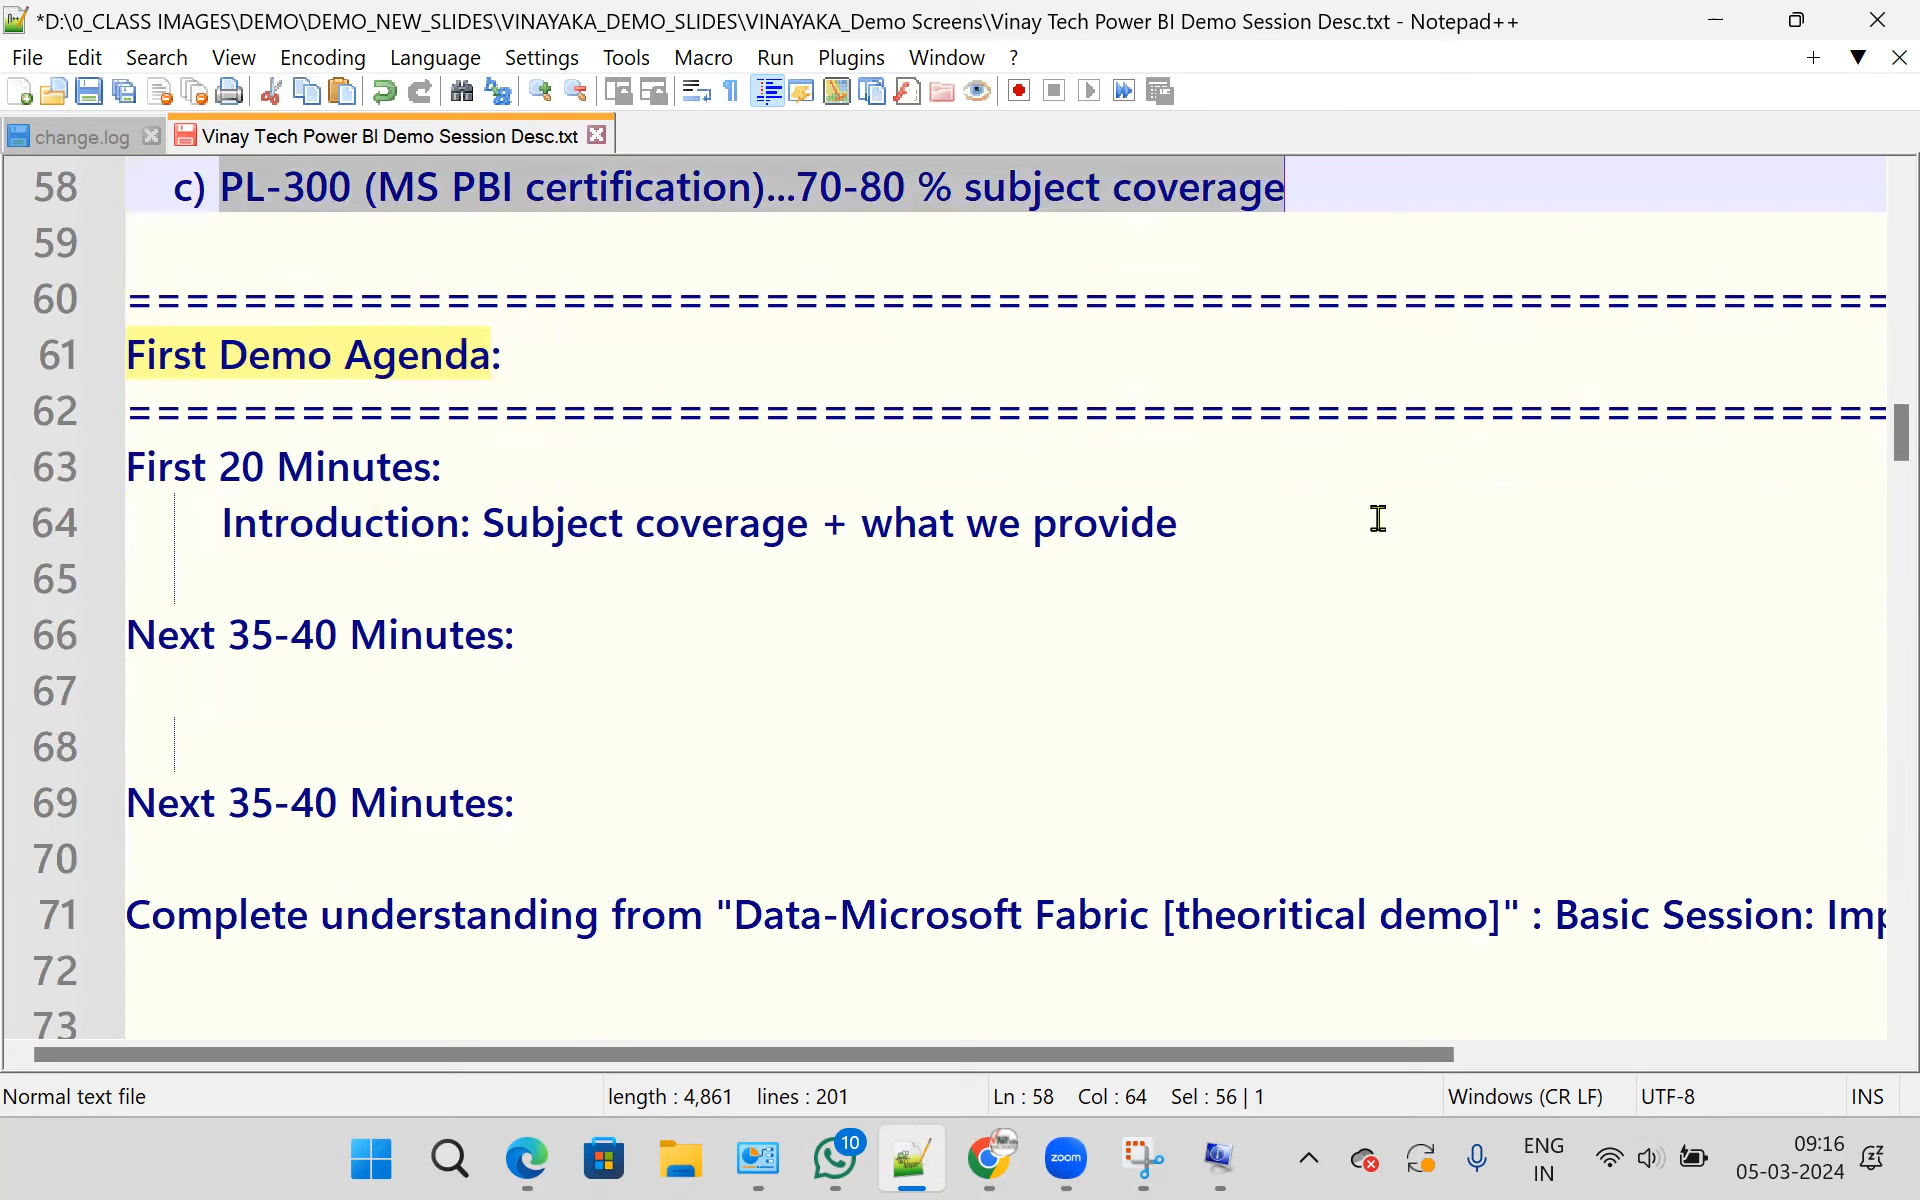 *D:\0_CLASS IMAGES\DEMO\DEMO_NEW_SLIDES\VINAYAKA_DEMO_SLIDES\VINAYAKA_Demo Screens\Vinay Tech Power BI Demo Session Desc.txt - Notepad++
File Edit Search View Encoding Language Settings Tools Macro Run Plugins Window ?
change.log Vinay Tech Power BI Demo Session Desc.txt
58 c) PL-300 (MS PBI certification)...70-80 % subject coverage
59
60 =============================================================
61 First Demo Agenda:
62 =============================================================
63 First 20 Minutes:
64 Introduction: Subject coverage + what we provide
65
66 Next 35-40 Minutes:
67
68
69 Next 35-40 Minutes:
70
71 Complete understanding from "Data-Microsoft Fabric [theoritical demo]" : Basic Session: Imp
72
73
Normal text file length : 4,861 lines : 201 Ln : 58 Col : 64 Sel : 56 | 1 Windows (CR LF) UTF-8 INS
10
zoom
ENG
IN
09:16
05-03-2024